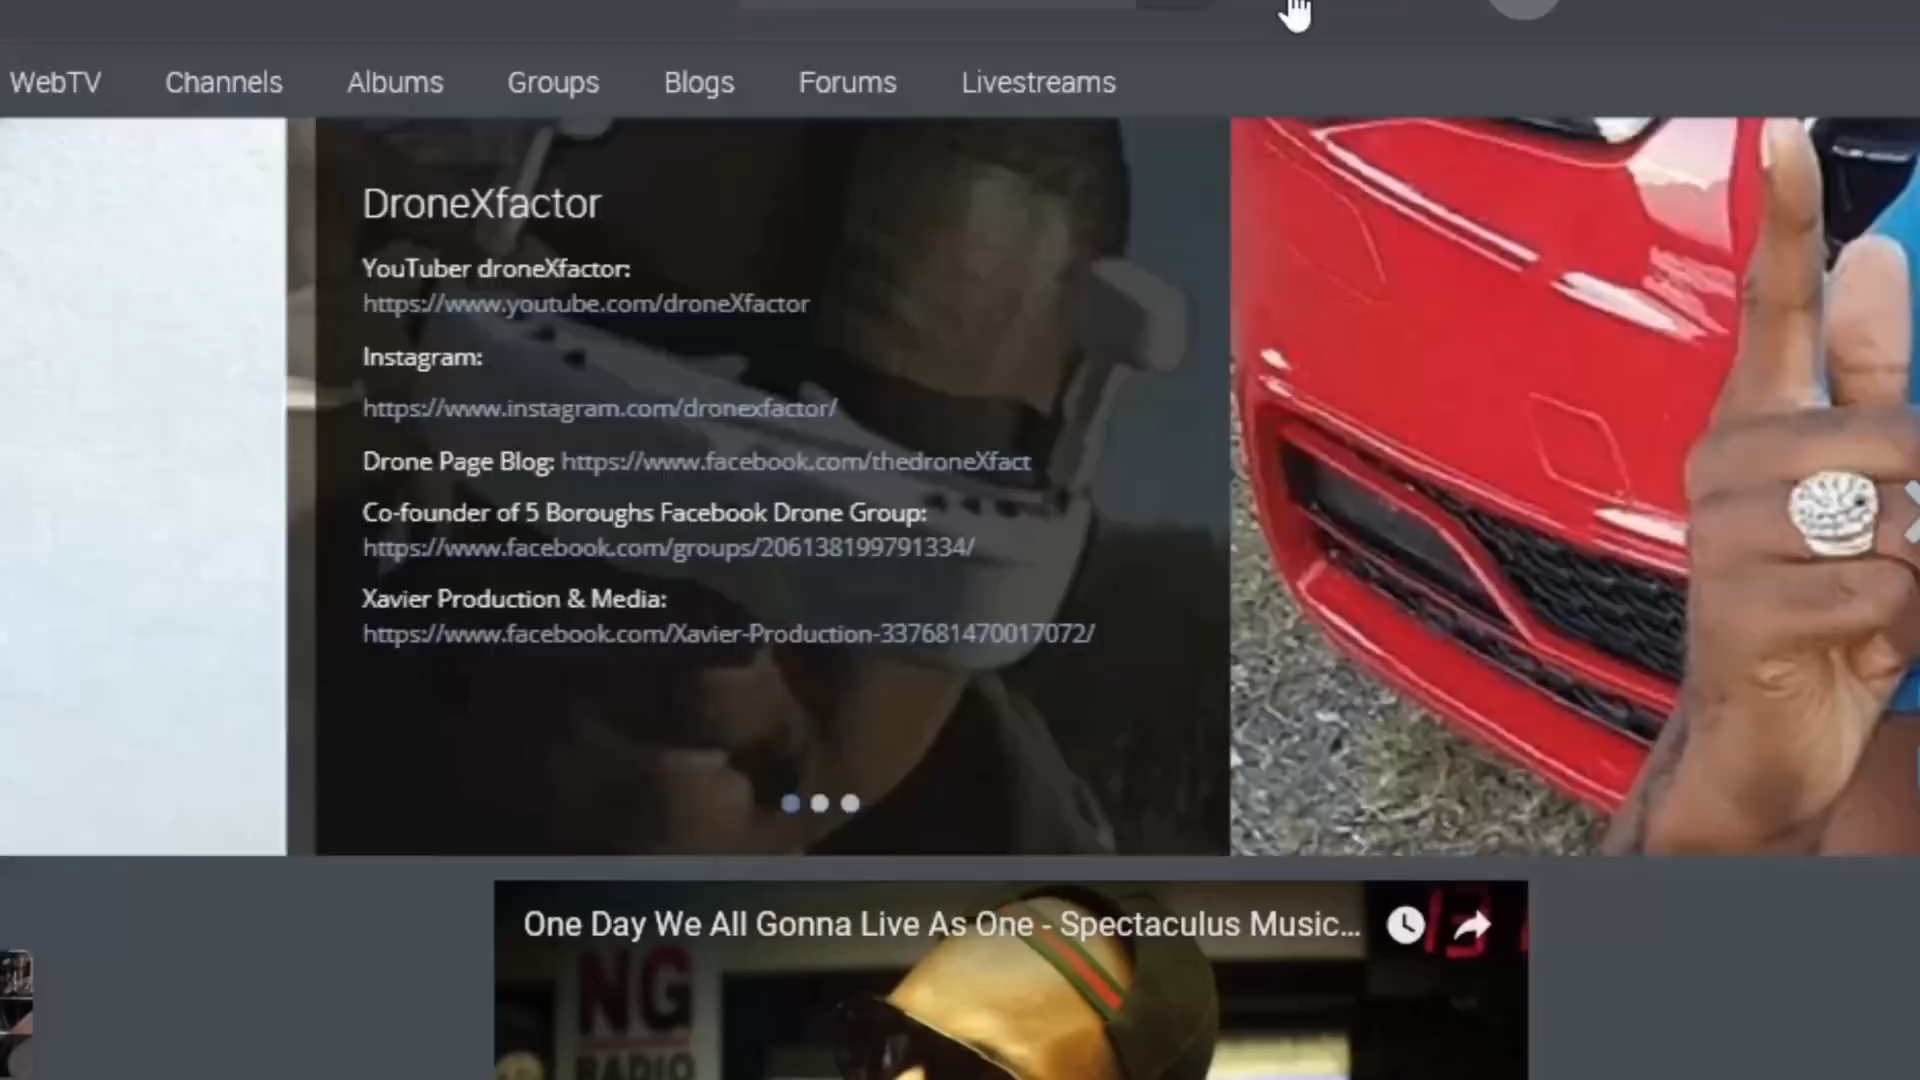 WebTV Channels Albums Groups Blogs Forums Livestreams
DroneXfactor
YouTuber droneXfactor:
https://www.youtube.com/droneXfactor
Instagram:
https://www.instagram.com/dronexfactor/
Drone Page Blog: https://www.facebook.com/thedroneXfact
Co-founder of 5 Boroughs Facebook Drone Group:
https://www.facebook.com/groups/206138199791334/
Xavier Production & Media:
https://www.facebook.com/Xavier-Production-337681470017072/
One Day We All Gonna Live As One - Spectaculus Music...
NG
RADIO